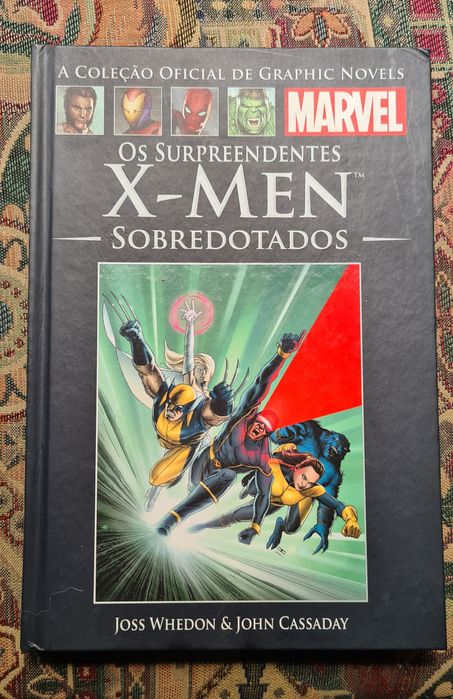 A COLEÇÃO OFICIAL DE GRAPHIC NOVELS
MARVEL
OS SURPREENDENTES
X-MEN™
SOBREDOTADOS
JOSS WHEDON & JOHN CASSADAY